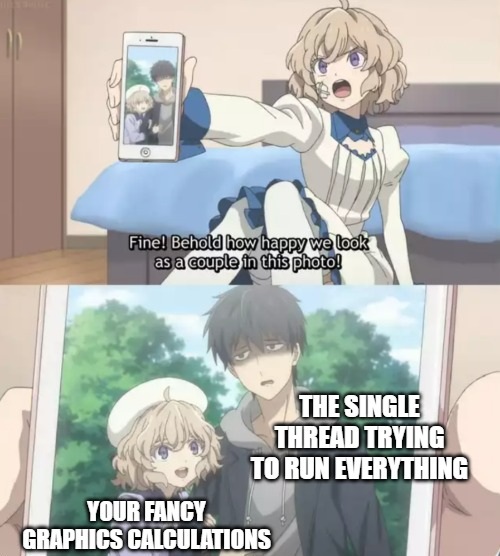 Fine! Behold how happy we look
as a couple in this photo!
THE SINGLE
THREAD TRYING
TO RUN EVERYTHING
YOUR FANCY
GRAPHICS CALCULATIONS